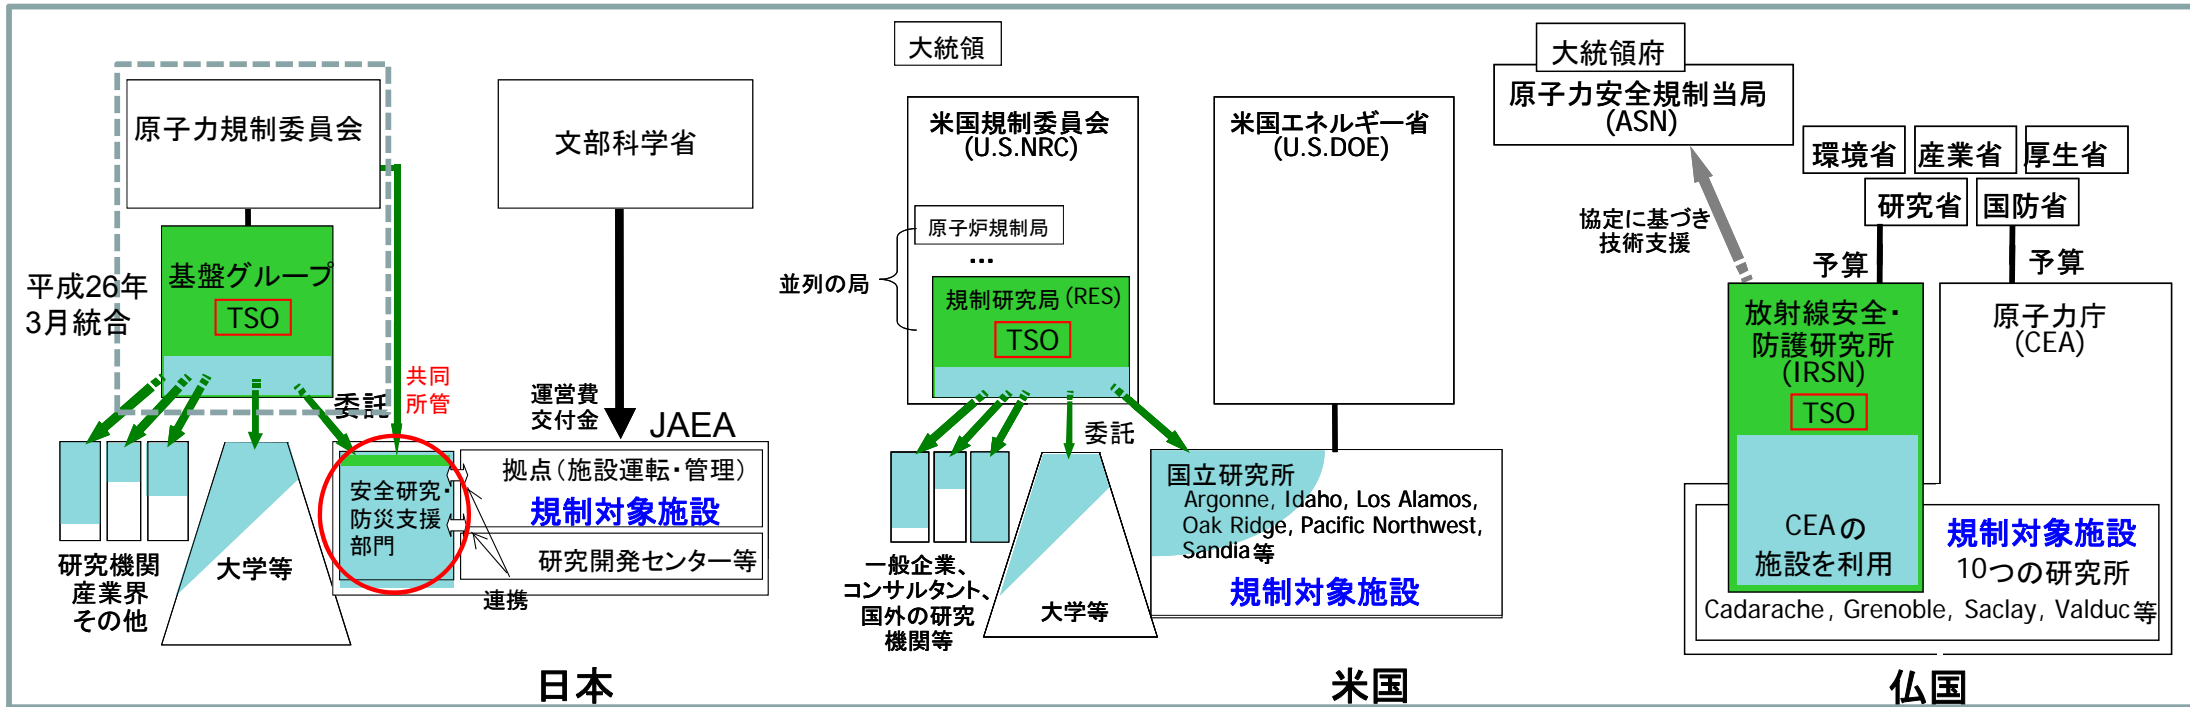 原子力規制委員会
基盤グループ
TSO
平成26年
3月統合
委託
共同
所管
文部科学省
運営費
交付金
JAEA
安全研究・
防災支援
部門
拠点（施設運転・管理）
規制対象施設
研究開発センター等
連携
研究機関
産業界
その他
大学等
日本
大統領
米国規制委員会
(U.S.NRC)
原子炉規制局
…
並列の局
規制研究局(RES)
TSO
委託
米国エネルギー省
(U.S.DOE)
国立研究所
Argonne, Idaho, Los Alamos,
Oak Ridge, Pacific Northwest,
Sandia等
規制対象施設
一般企業、
コンサルタント、
国外の研究
機関等
大学等
米国
大統領府
原子力安全規制当局
(ASN)
環境省
産業省
厚生省
研究省
国防省
協定に基づき
技術支援
予算
予算
放射線安全・
防護研究所
(IRSN)
TSO
CEAの
施設を利用
原子力庁
(CEA)
規制対象施設
10つの研究所
Cadarache, Grenoble, Saclay, Valduc等
仏国